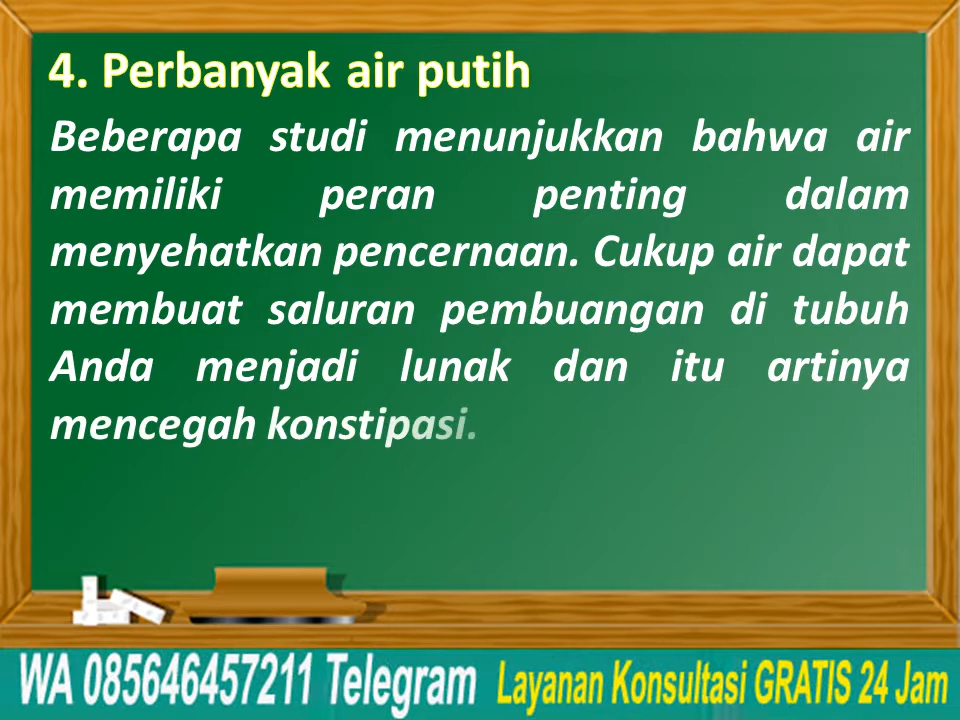 4. Perbanyak air putih
Beberapa studi menunjukkan bahwa air
memiliki peran penting dalam
menyehatkan pencernaan. Cukup air dapat
membuat saluran pembuangan di tubuh
Anda menjadi lunak dan itu artinya
mencegah konstipasi.
WA 085646457211 Telegram Layanan Konsultasi GRATIS 24 Jam